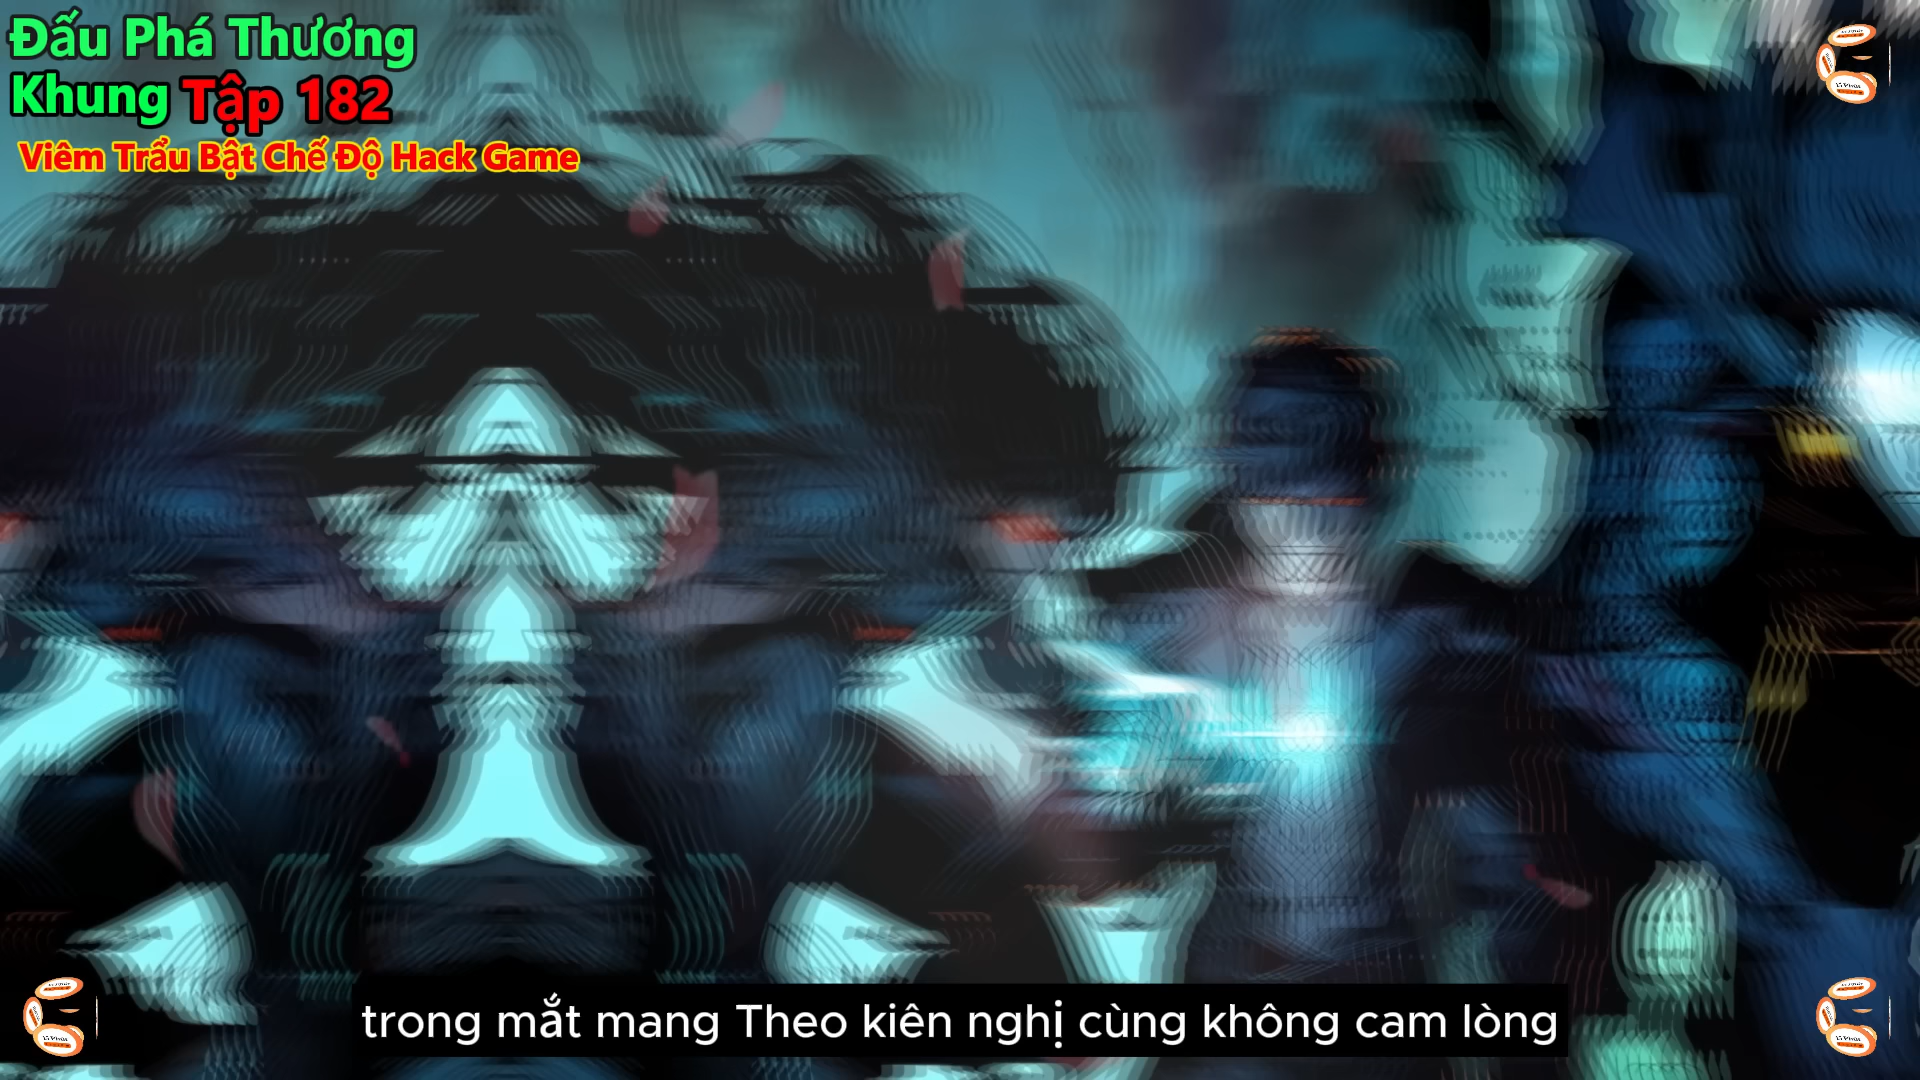 Đấu Phá Thương
Khung Tập 182
Viêm Trẩu Bật Chế Độ Hack Game
trong mắt mang Theo kiên nghị cùng không cam lòng